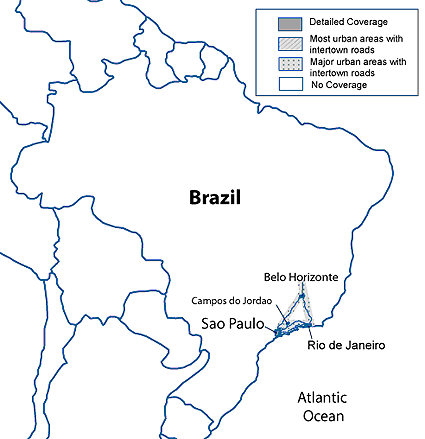 Detailed Coverage
Most urban areas with
intertown roads
Major urban areas with
intertown roads
No Coverage
Brazil
Belo Horizonte
Campos do Jordao
Sao Paulo
Rio de Janeiro
Atlantic
Ocean